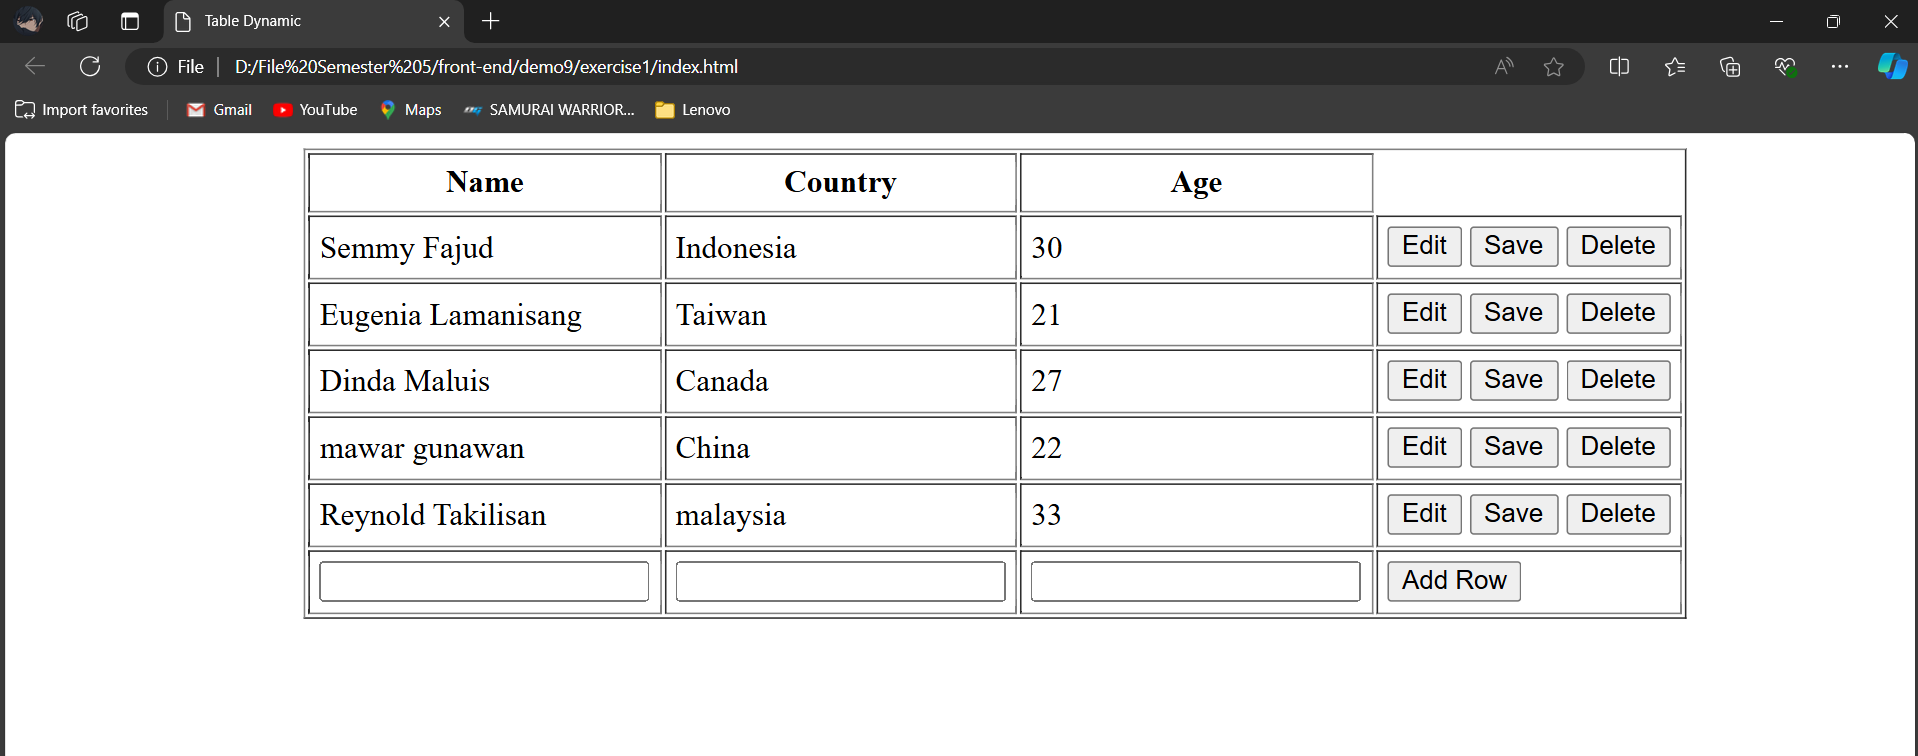 Table Dynamic
File D:/File%20Semester%205/front-end/demo9/exercise1/index.html
Import favorites Gmail YouTube Maps SAMURAI WARRIOR... Lenovo
Name Country Age
Semmy Fajud Indonesia 30 Edit Save Delete
Eugenia Lamanisang Taiwan 21 Edit Save Delete
Dinda Maluis Canada 27 Edit Save Delete
mawar gunawan China 22 Edit Save Delete
Reynold Takilisan malaysia 33 Edit Save Delete
Add Row